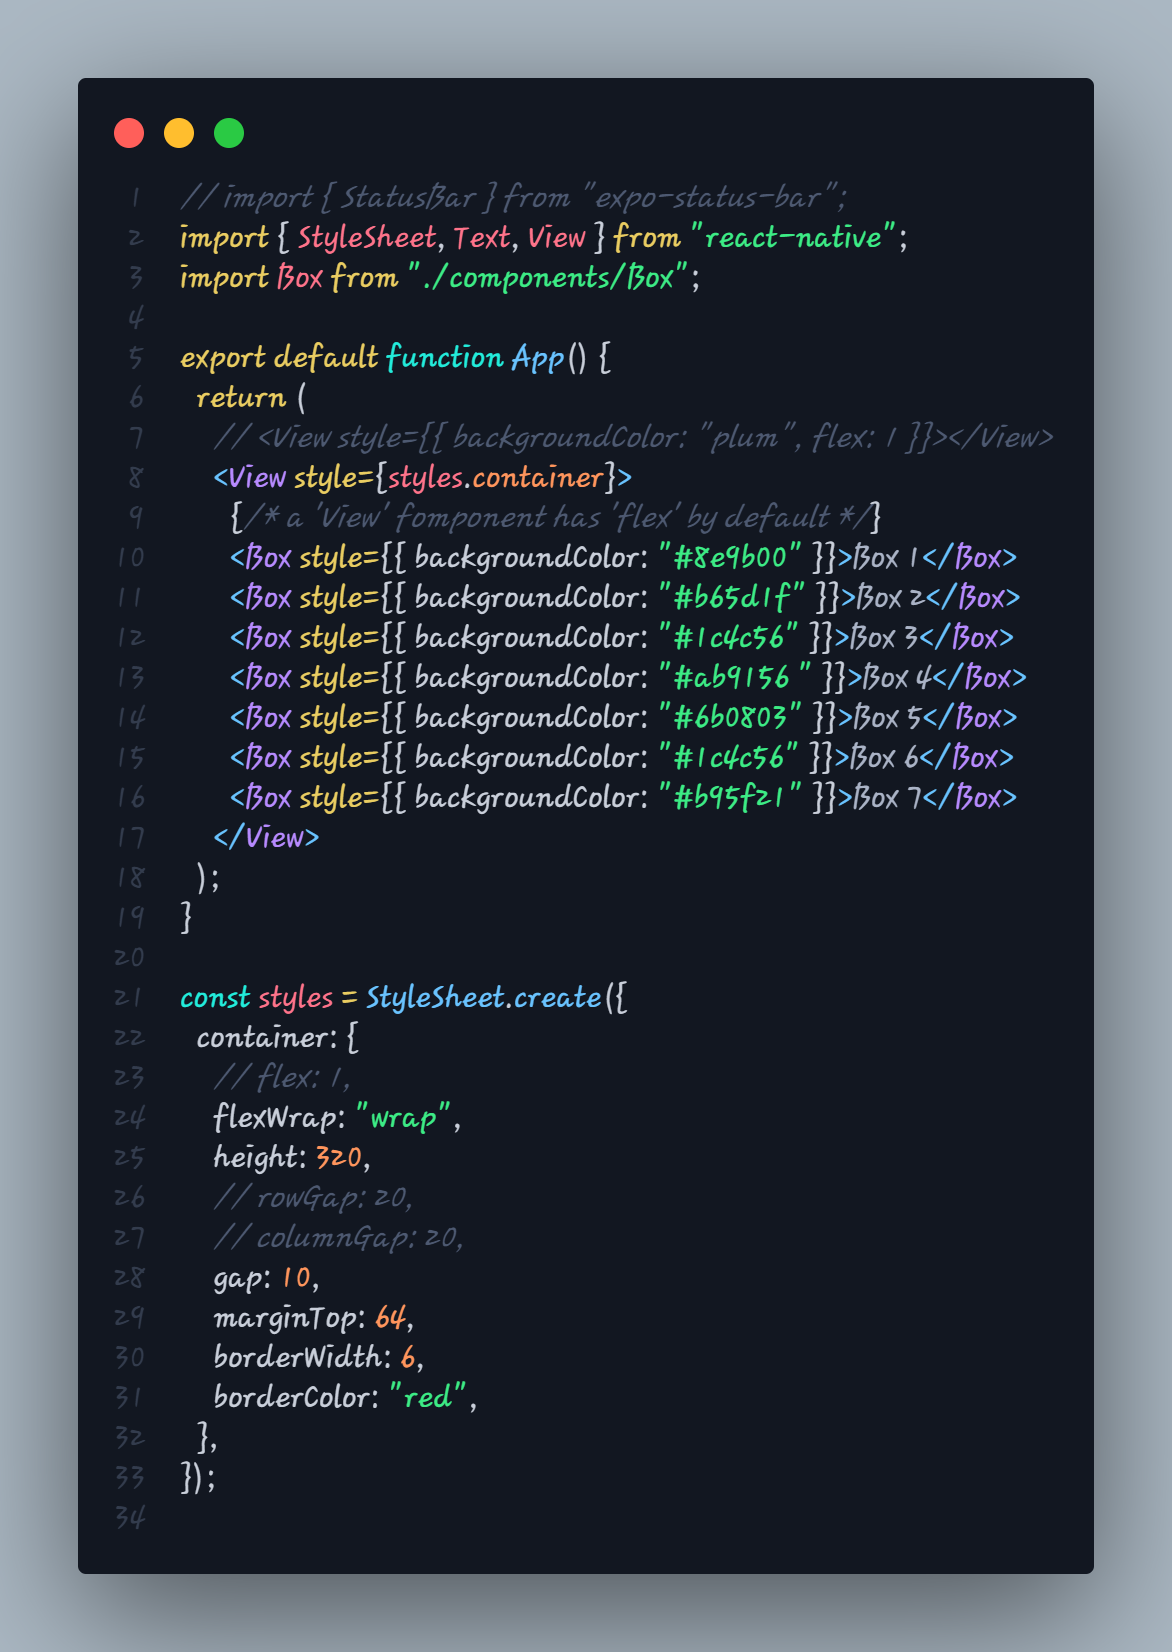 1 // import { StatusBar } from "expo-status-bar";
2 import { StyleSheet, Text, View } from "react-native";
3 import Box from "./components/Box";
4
5 export default function App() {
6 return (
7 // <View style={{ backgroundColor: "plum", flex: 1 }}></View>
8 <View style={styles.container}>
9 {/* a 'View' fomponent has 'flex' by default */}
10 <Box style={{ backgroundColor: "#8e9b00" }}>Box 1</Box>
11 <Box style={{ backgroundColor: "#b65d1f" }}>Box 2</Box>
12 <Box style={{ backgroundColor: "#1c4c56" }}>Box 3</Box>
13 <Box style={{ backgroundColor: "#ab9156 " }}>Box 4</Box>
14 <Box style={{ backgroundColor: "#6b0803" }}>Box 5</Box>
15 <Box style={{ backgroundColor: "#1c4c56" }}>Box 6</Box>
16 <Box style={{ backgroundColor: "#b95f21" }}>Box 7</Box>
17 </View>
18 );
19 }
20
21 const styles = StyleSheet.create({
22 container: {
23 // flex: 1,
24 flexWrap: "wrap",
25 height: 320,
26 // rowGap: 20,
27 // columnGap: 20,
28 gap: 10,
29 marginTop: 64,
30 borderWidth: 6,
31 borderColor: "red",
32 },
33 });
34